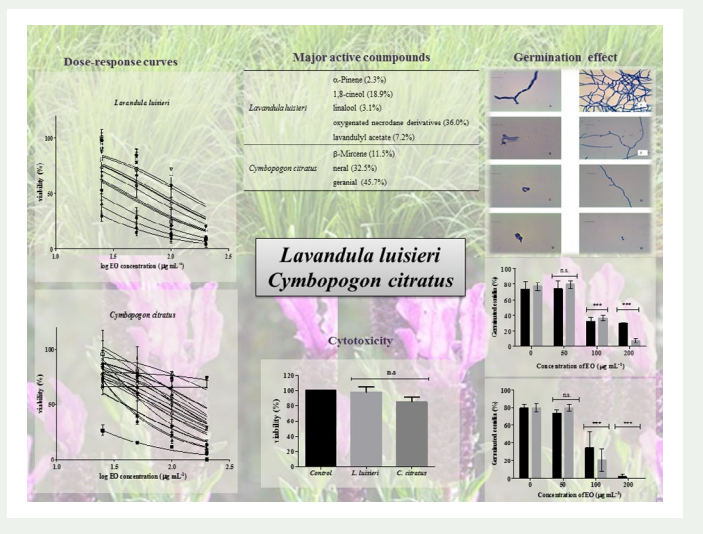 Dose-response curves
Lavandula luisieri
100
50
0
1.0
1.5
2.0
2.5
viability (%)
log EO concentration (µg mL⁻¹)
Cymbopogon citratus
100
50
0
1.0
1.5
2.0
2.5
viability (%)
log EO concentration (µg mL⁻¹)
Major active coumpounds
α-Pinene (2.3%)
1,8-cineol (18.9%)
Lavandula luisieri
linalool (3.1%)
oxygenated necrodane derivatives (36.0%)
lavandulyl acetate (7.2%)
β-Mircene (11.5%)
Cymbopogon citratus
neral (32.5%)
geranial (45.7%)
Lavandula luisieri
Cymbopogon citratus
Cytotoxicity
n.s
120
100
80
60
40
20
0
viability (%)
Control
L. luisieri
C. citratus
Germination effect
100
80
60
40
20
0
Germinated conidia (%)
n.s.
***
***
0
50
100
200
Concentration of EO (µg mL⁻¹)
100
80
60
40
20
0
Germinated conidia (%)
n.s.
***
***
0
50
100
200
Concentration of EO (µg mL⁻¹)